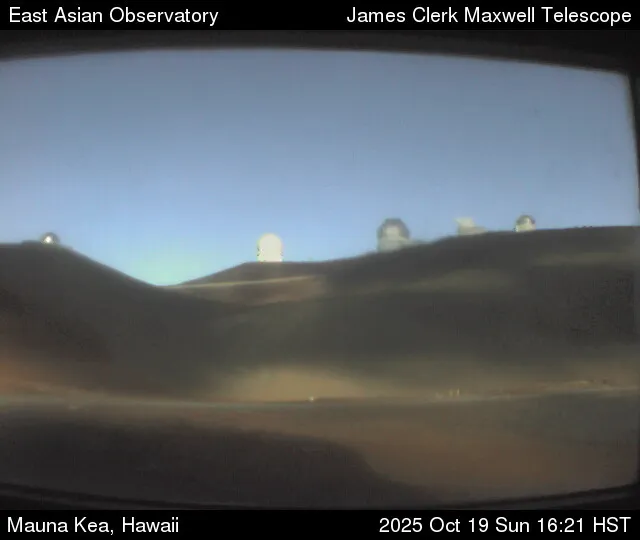 East Asian Observatory
James Clerk Maxwell Telescope
Mauna Kea, Hawaii
2025 Oct 19 Sun 16:21 HST